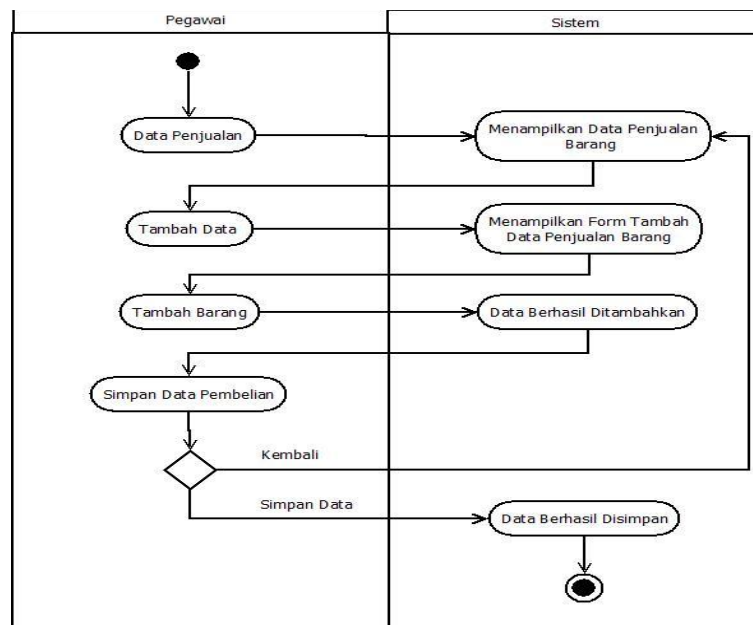 Pegawai
Sistem
Data Penjualan
Menampilkan Data Penjualan
Barang
Tambah Data
Menampilkan Form Tambah
Data Penjualan Barang
Tambah Barang
Data Berhasil Ditambahkan
Simpan Data Pembelian
Kembali
Simpan Data
Data Berhasil Disimpan